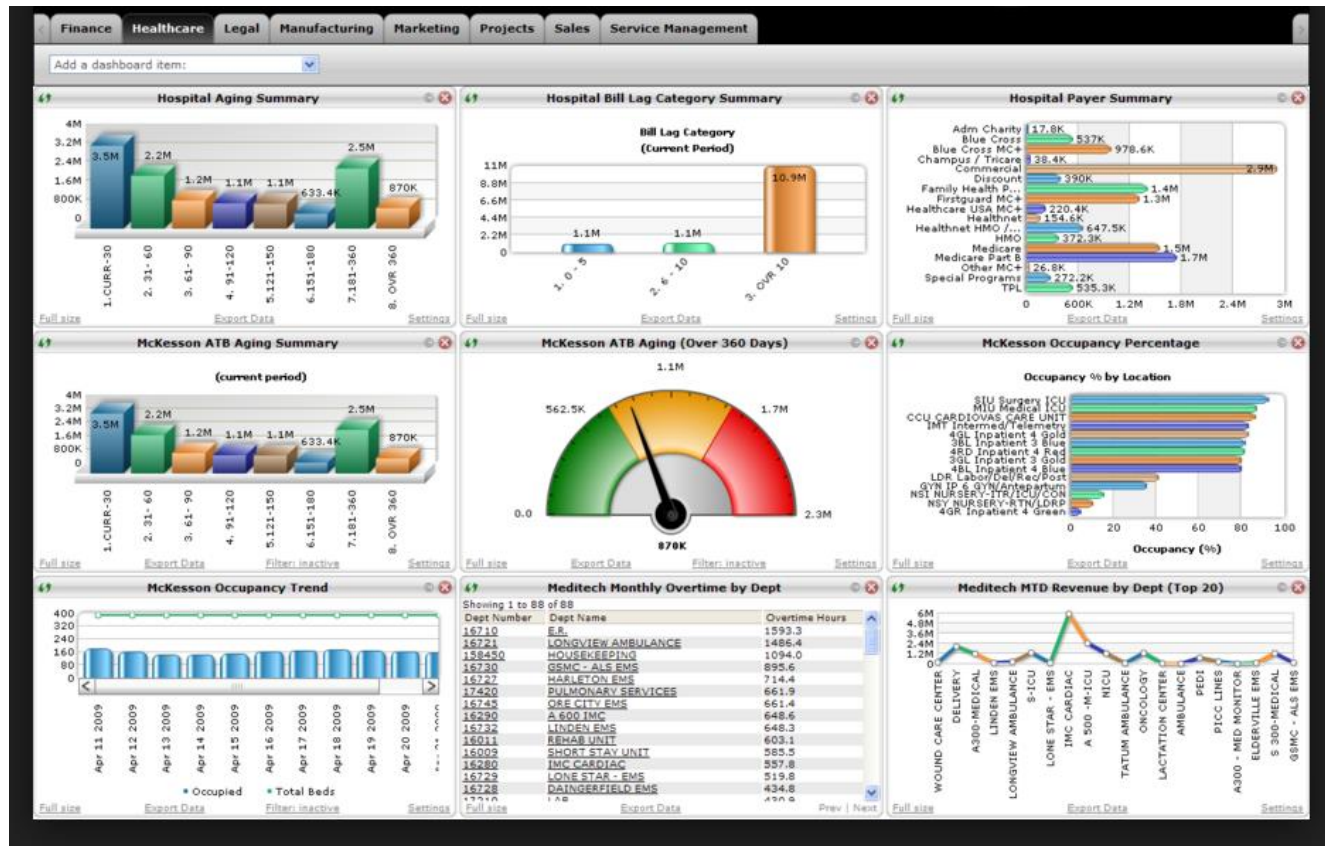 Finance Healthcare Legal Manufacturing Marketing Projects Sales Service Management
Add a dashboard item:
Hospital Aging Summary
4M
3.2M
2.4M
1.6M
800K
0
3.5M
2.2M
1.2M
1.1M
1.1M
633.4K
2.5M
870K
1.CURR-30
2. 31- 60
3. 61- 90
4. 91-120
5.121-150
6.151-180
7.181-360
8. OVR 360
Full size Export Data Settings
Hospital Bill Lag Category Summary
Bill Lag Category
(Current Period)
11M
8.8M
6.6M
4.4M
2.2M
0
1.1M
1.1M
10.9M
1. 0 - 5
2. 6 - 10
3. OVR 10
Full size Export Data Settings
Hospital Payer Summary
Adm Charity 17.8K
Blue Cross 537K
Blue Cross MC+ 978.6K
Champus / Tricare 38.4K
Commercial 2.9M
Discount 390K
Family Health P... 1.4M
Firstguard MC+ 1.3M
Healthcare USA MC+ 220.4K
Healthnet 154.6K
Healthnet HMO /... 647.5K
HMO 372.3K
Medicare 1.5M
Medicare Part B 1.7M
Other MC+ 26.8K
Special Programs 272.2K
TPL 535.3K
0 600K 1.2M 1.8M 2.4M 3M
Full size Export Data Settings
McKesson ATB Aging Summary
(current period)
4M
3.2M
2.4M
1.6M
800K
0
3.5M
2.2M
1.2M
1.1M
1.1M
633.4K
2.5M
870K
1.CURR-30
2. 31- 60
3. 61- 90
4. 91-120
5.121-150
6.151-180
7.181-360
8. OVR 360
Full size Export Data Filter: inactive Settings
McKesson ATB Aging (Over 360 Days)
1.1M
562.5K
1.7M
0.0
2.3M
870K
Full size Export Data Filter: inactive Settings
McKesson Occupancy Percentage
Occupancy % by Location
SIU Surgery ICU
MIU Medical ICU
CCU CARDIOVAS CARE UNIT
IMT Intermed/Telemetry
4GL Inpatient 4 Gold
3BL Inpatient 3 Blue
4RD Inpatient 4 Red
3GL Inpatient 3 Gold
4BL Inpatient 4 Blue
LDR Labor/Del/Rec/Post
GYN IP 6 GYN/Antepartum
NSI NURSERY-ITR/ICU/CON
NSY NURSERY-RTN/LDRP
4GR Inpatient 4 Green
0 20 40 60 80 100
Occupancy (%)
Full size Export Data Settings
McKesson Occupancy Trend
400
320
240
160
80
0
Apr 11 2009
Apr 12 2009
Apr 13 2009
Apr 14 2009
Apr 15 2009
Apr 16 2009
Apr 17 2009
Apr 18 2009
Apr 19 2009
Apr 20 2009
Occupied Total Beds
Full size Export Data Filter: inactive Settings
Meditech Monthly Overtime by Dept
Showing 1 to 88 of 88
Dept Number Dept Name Overtime Hours
16710 E.R. 1593.3
16721 LONGVIEW AMBULANCE 1486.4
158450 HOUSEKEEPING 1094.0
16730 GSMC - ALS EMS 895.6
16727 HARLETON EMS 714.4
17420 PULMONARY SERVICES 661.9
16745 ORE CITY EMS 661.4
16290 A 600 IMC 648.6
16732 LINDEN EMS 648.3
16011 REHAB UNIT 603.1
16009 SHORT STAY UNIT 585.5
16280 IMC CARDIAC 557.8
16729 LONE STAR - EMS 519.8
16728 DAINGERFIELD EMS 434.8
17210 LAB 430.9
Full size Export Data Prev | Next
Meditech MTD Revenue by Dept (Top 20)
6M
4.8M
3.6M
2.4M
1.2M
0
WOUND CARE CENTER
DELIVERY
A300-MEDICAL
LINDEN EMS
LONGVIEW AMBULANCE
S-ICU
LONE STAR - EMS
IMC CARDIAC
A 500 -M-ICU
NICU
TATUM AMBULANCE
ONCOLOGY
LACTATION CENTER
AMBULANCE
PEDI
PICC LINES
A300 - MED MONITOR
ELDERVILLE EMS
S 300-MEDICAL
GSMC - ALS EMS
Full size Export Data Settings